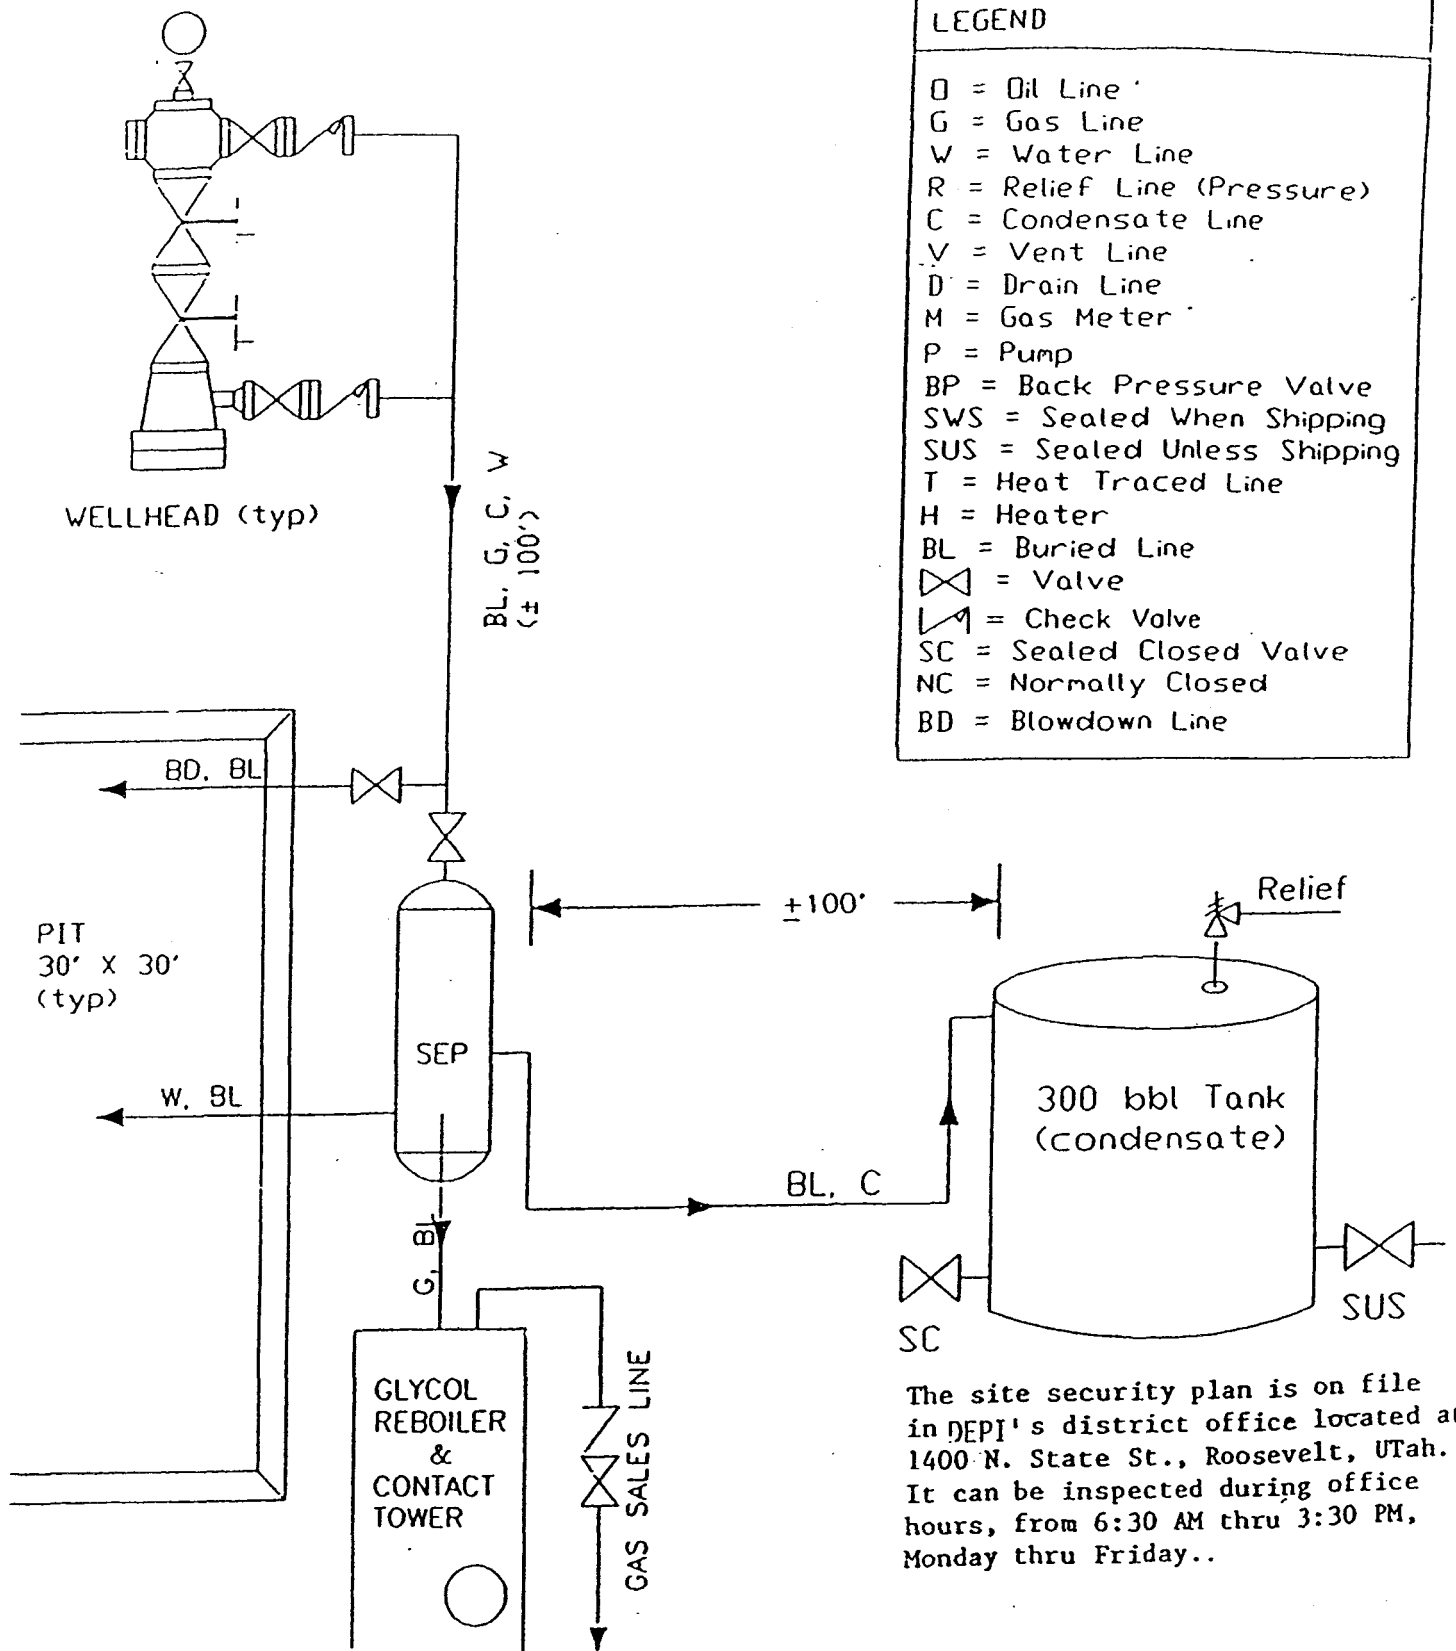 LEGEND
O = Oil Line
G = Gas Line
W = Water Line
R = Relief Line (Pressure)
C = Condensate Line
V = Vent Line
D = Drain Line
M = Gas Meter
P = Pump
BP = Back Pressure Valve
SWS = Sealed When Shipping
SUS = Sealed Unless Shipping
T = Heat Traced Line
H = Heater
BL = Buried Line
= Valve
= Check Valve
SC = Sealed Closed Valve
NC = Normally Closed
BD = Blowdown Line
WELLHEAD (typ)
BL, G, C, W
(± 100')
BD, BL
PIT
30' X 30'
(typ)
W, BL
SEP
±100'
Relief
300 bbl Tank
(condensate)
BL, C
G, BL
SC
SUS
GLYCOL
REBOILER
&
CONTACT
TOWER
GAS SALES LINE
The site security plan is on file
in DEPI's district office located at
1400 N. State St., Roosevelt, UTah.
It can be inspected during office
hours, from 6:30 AM thru 3:30 PM,
Monday thru Friday..